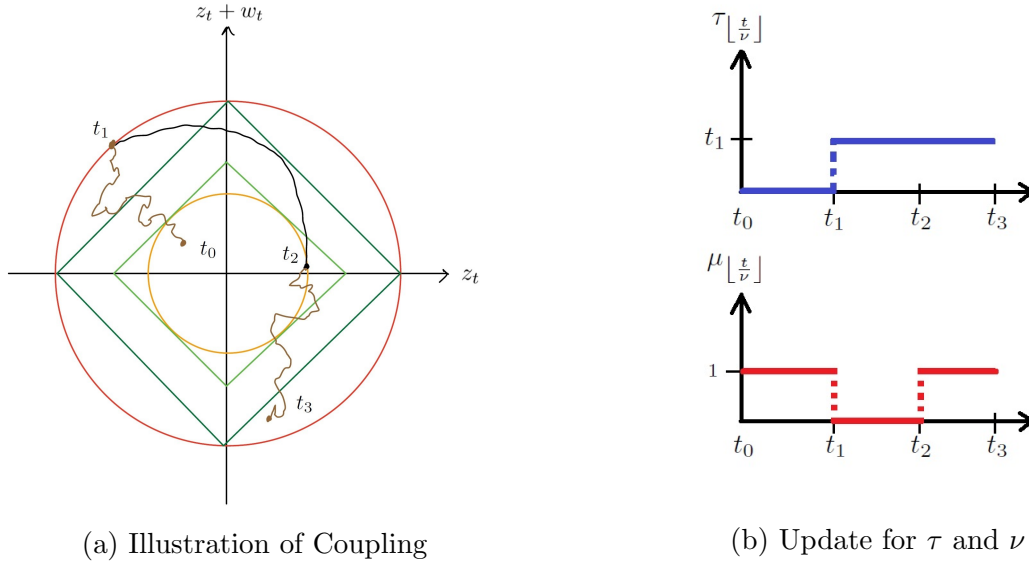 z_t + w_t
t_1
t_0
t_2
z_t
t_3
(a) Illustration of Coupling
τ_{⌊t/ν⌋}
t_1
t_0 t_1 t_2 t_3
μ_{⌊t/ν⌋}
1
t_0 t_1 t_2 t_3
(b) Update for τ and ν